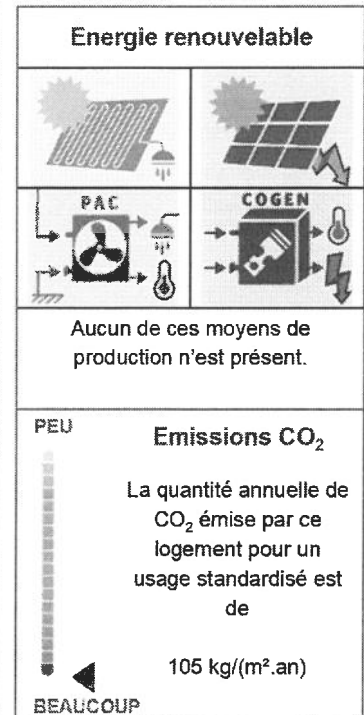 Energie renouvelable
PAC
COGEN
Aucun de ces moyens de
production n'est présent.
PEU
Emissions CO₂
La quantité annuelle de
CO₂ émise par ce
logement pour un
usage standardisé est
de
105 kg/(m².an)
BEAUCOUP